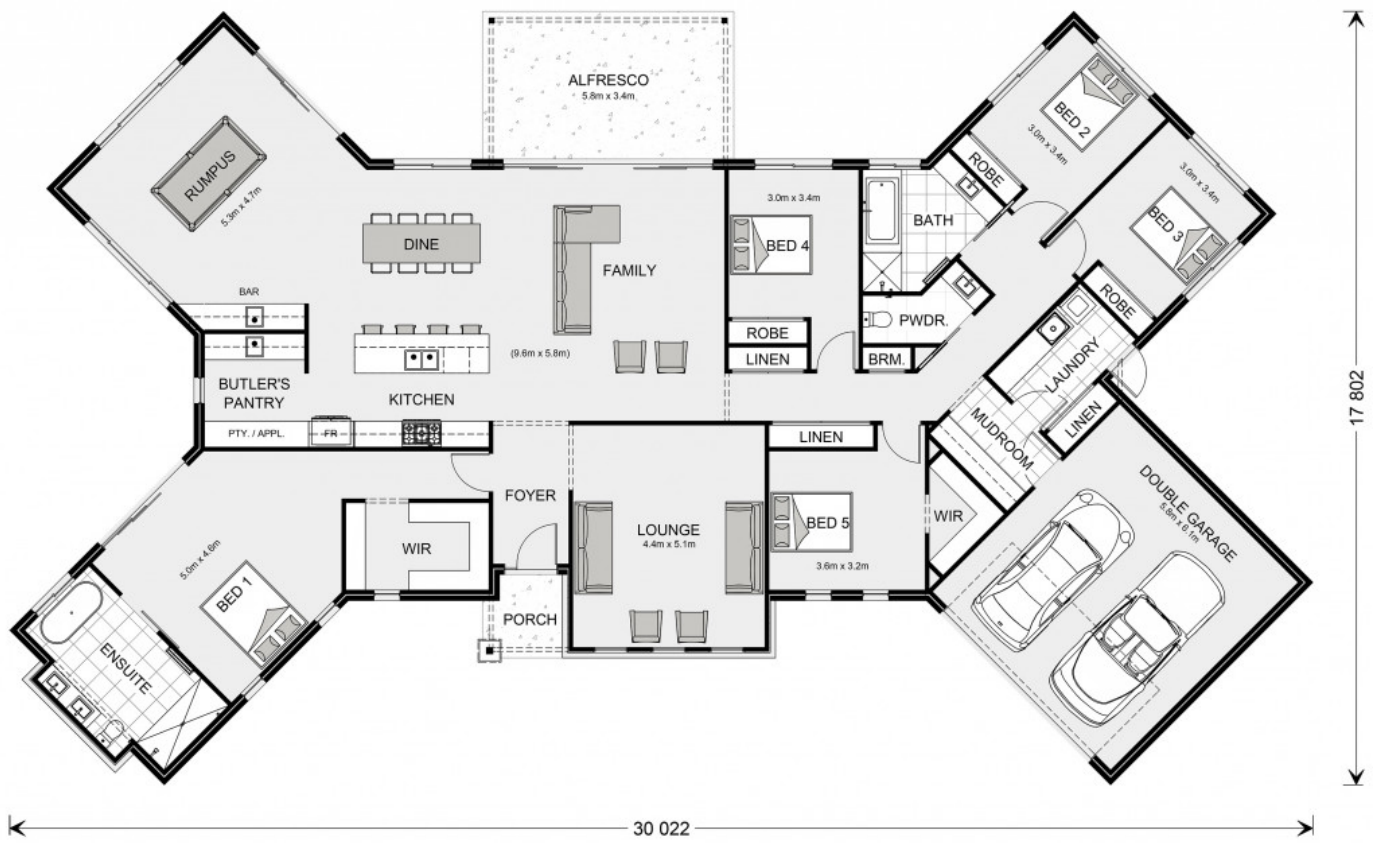 ALFRESCO
5.8m x 3.4m
RUMPUS
5.3m x 4.7m
DINE
FAMILY
BAR
(9.6m x 5.8m)
BUTLER'S
PANTRY
KITCHEN
PTY. / APPL.
FR
3.0m x 3.4m
BED 4
ROBE
LINEN
BATH
PWDR.
BRM.
BED 2
3.0m x 3.4m
ROBE
3.0m x 3.4m
BED 3
ROBE
LAUNDRY
LINEN
MUDROOM
DOUBLE GARAGE
5.8m x 6.1m
FOYER
LOUNGE
4.4m x 5.1m
LINEN
BED 5
3.6m x 3.2m
WIR
WIR
5.0m x 4.6m
BED 1
ENSUITE
PORCH
17 802
30 022